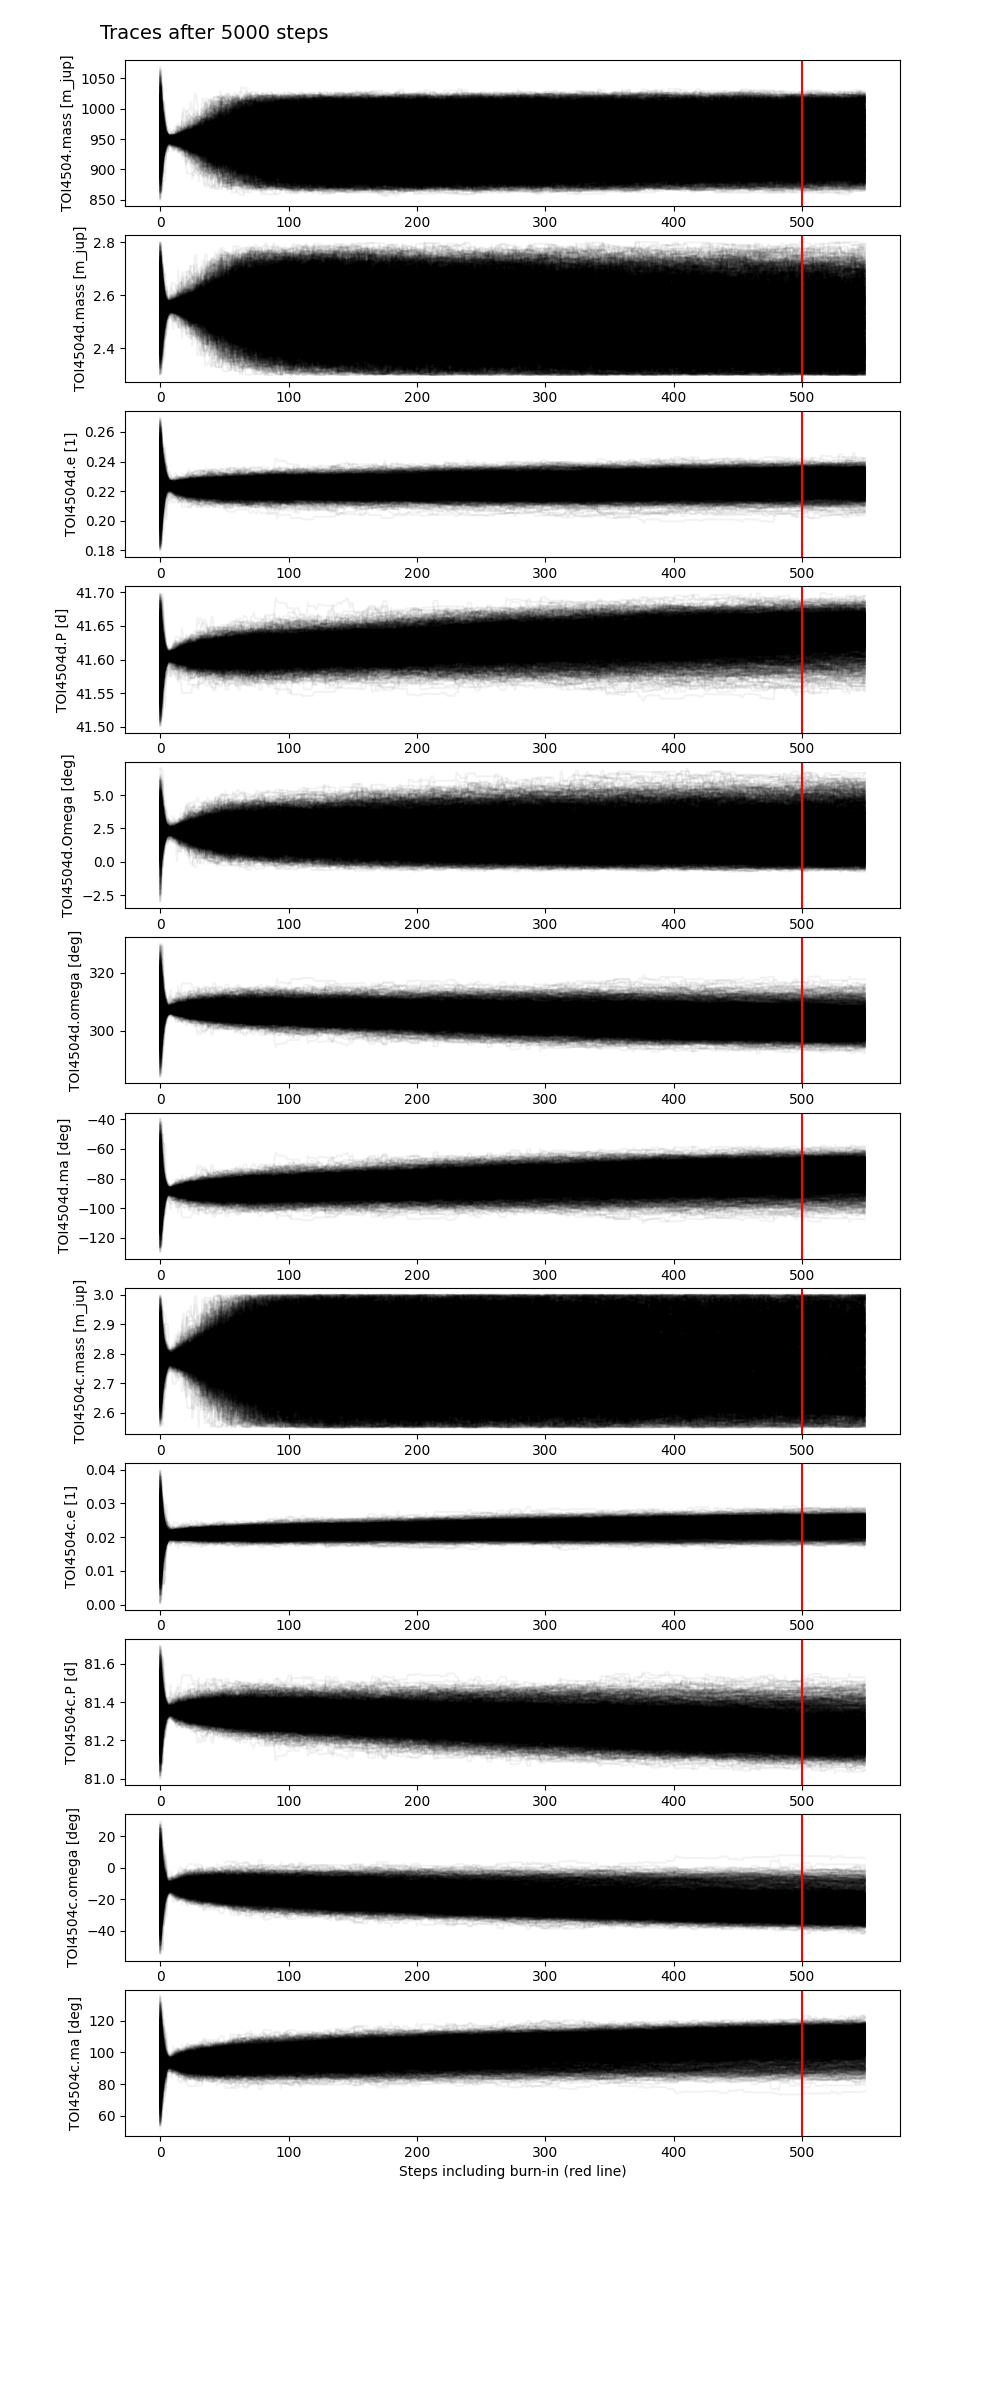 Traces after 5000 steps
TOI4504.mass [m_jup]
1050
1000
950
900
850
0 100 200 300 400 500
TOI4504d.mass [m_jup]
2.8
2.6
2.4
0 100 200 300 400 500
TOI4504d.e [1]
0.26
0.24
0.22
0.20
0.18
0 100 200 300 400 500
TOI4504d.P [d]
41.70
41.65
41.60
41.55
41.50
0 100 200 300 400 500
TOI4504d.Omega [deg]
5.0
2.5
0.0
−2.5
0 100 200 300 400 500
TOI4504d.omega [deg]
320
300
0 100 200 300 400 500
TOI4504d.ma [deg]
−40
−60
−80
−100
−120
0 100 200 300 400 500
TOI4504c.mass [m_jup]
3.0
2.9
2.8
2.7
2.6
0 100 200 300 400 500
TOI4504c.e [1]
0.04
0.03
0.02
0.01
0.00
0 100 200 300 400 500
TOI4504c.P [d]
81.6
81.4
81.2
81.0
0 100 200 300 400 500
TOI4504c.omega [deg]
20
0
−20
−40
0 100 200 300 400 500
TOI4504c.ma [deg]
120
100
80
60
0 100 200 300 400 500
Steps including burn-in (red line)